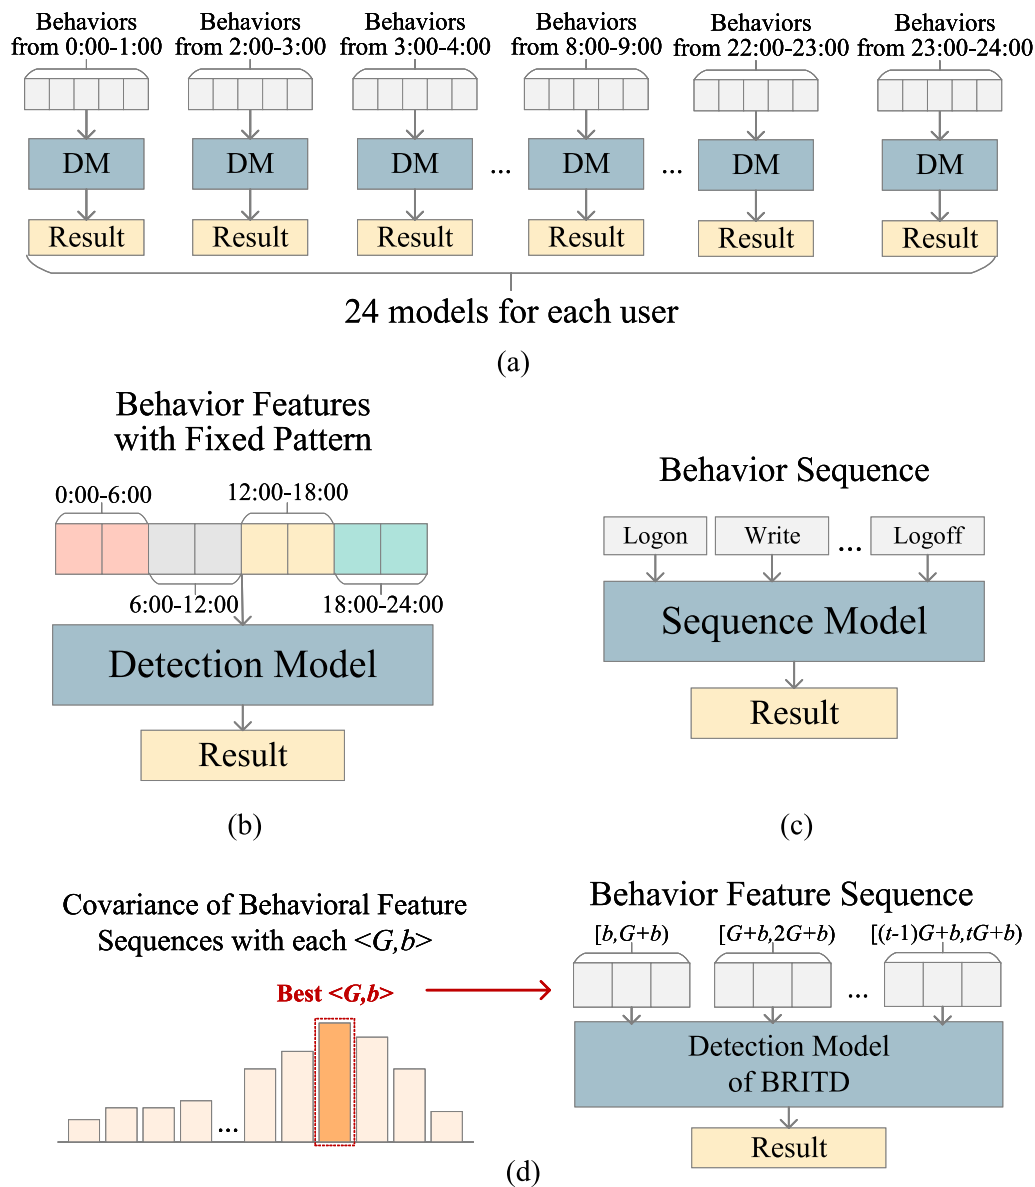 Behaviors
from 0:00-1:00
Behaviors
from 2:00-3:00
Behaviors
from 3:00-4:00
Behaviors
from 8:00-9:00
Behaviors
from 22:00-23:00
Behaviors
from 23:00-24:00
DM
DM
DM
...
DM
...
DM
DM
Result
Result
Result
Result
Result
Result
24 models for each user
(a)
Behavior Features
with Fixed Pattern
0:00-6:00
12:00-18:00
6:00-12:00
18:00-24:00
Detection Model
Result
(b)
Behavior Sequence
Logon
Write
...
Logoff
Sequence Model
Result
(c)
Covariance of Behavioral Feature
Sequences with each <G,b>
Best <G,b>
...
Behavior Feature Sequence
[b,G+b)
[G+b,2G+b)
[(t-1)G+b,tG+b)
...
Detection Model
of BRITD
Result
(d)